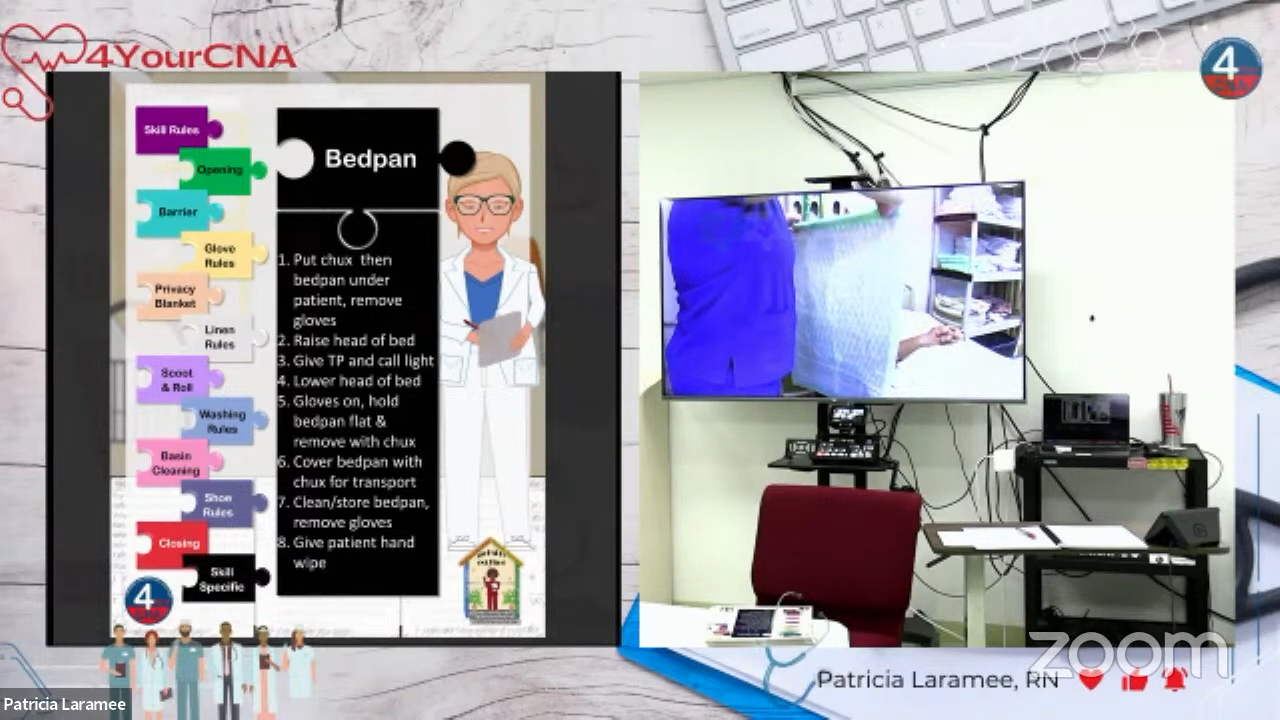 4YourCNA
4
Skill Rules
Opening
Barrier
Glove
Rules
Privacy
Blanket
Linen
Rules
Scoot
& Roll
Washing
Rules
Basin
Cleaning
Shoe
Rules
Closing
Skill
Specific
4
Bedpan
1. Put chux then
bedpan under
patient, remove
gloves
2. Raise head of bed
3. Give TP and call light
4. Lower head of bed
5. Gloves on, hold
bedpan flat &
remove with chux
6. Cover bedpan with
chux for transport
7. Clean/store bedpan,
remove gloves
8. Give patient hand
wipe
zoom
Patricia Laramee, RN
Patricia Laramee